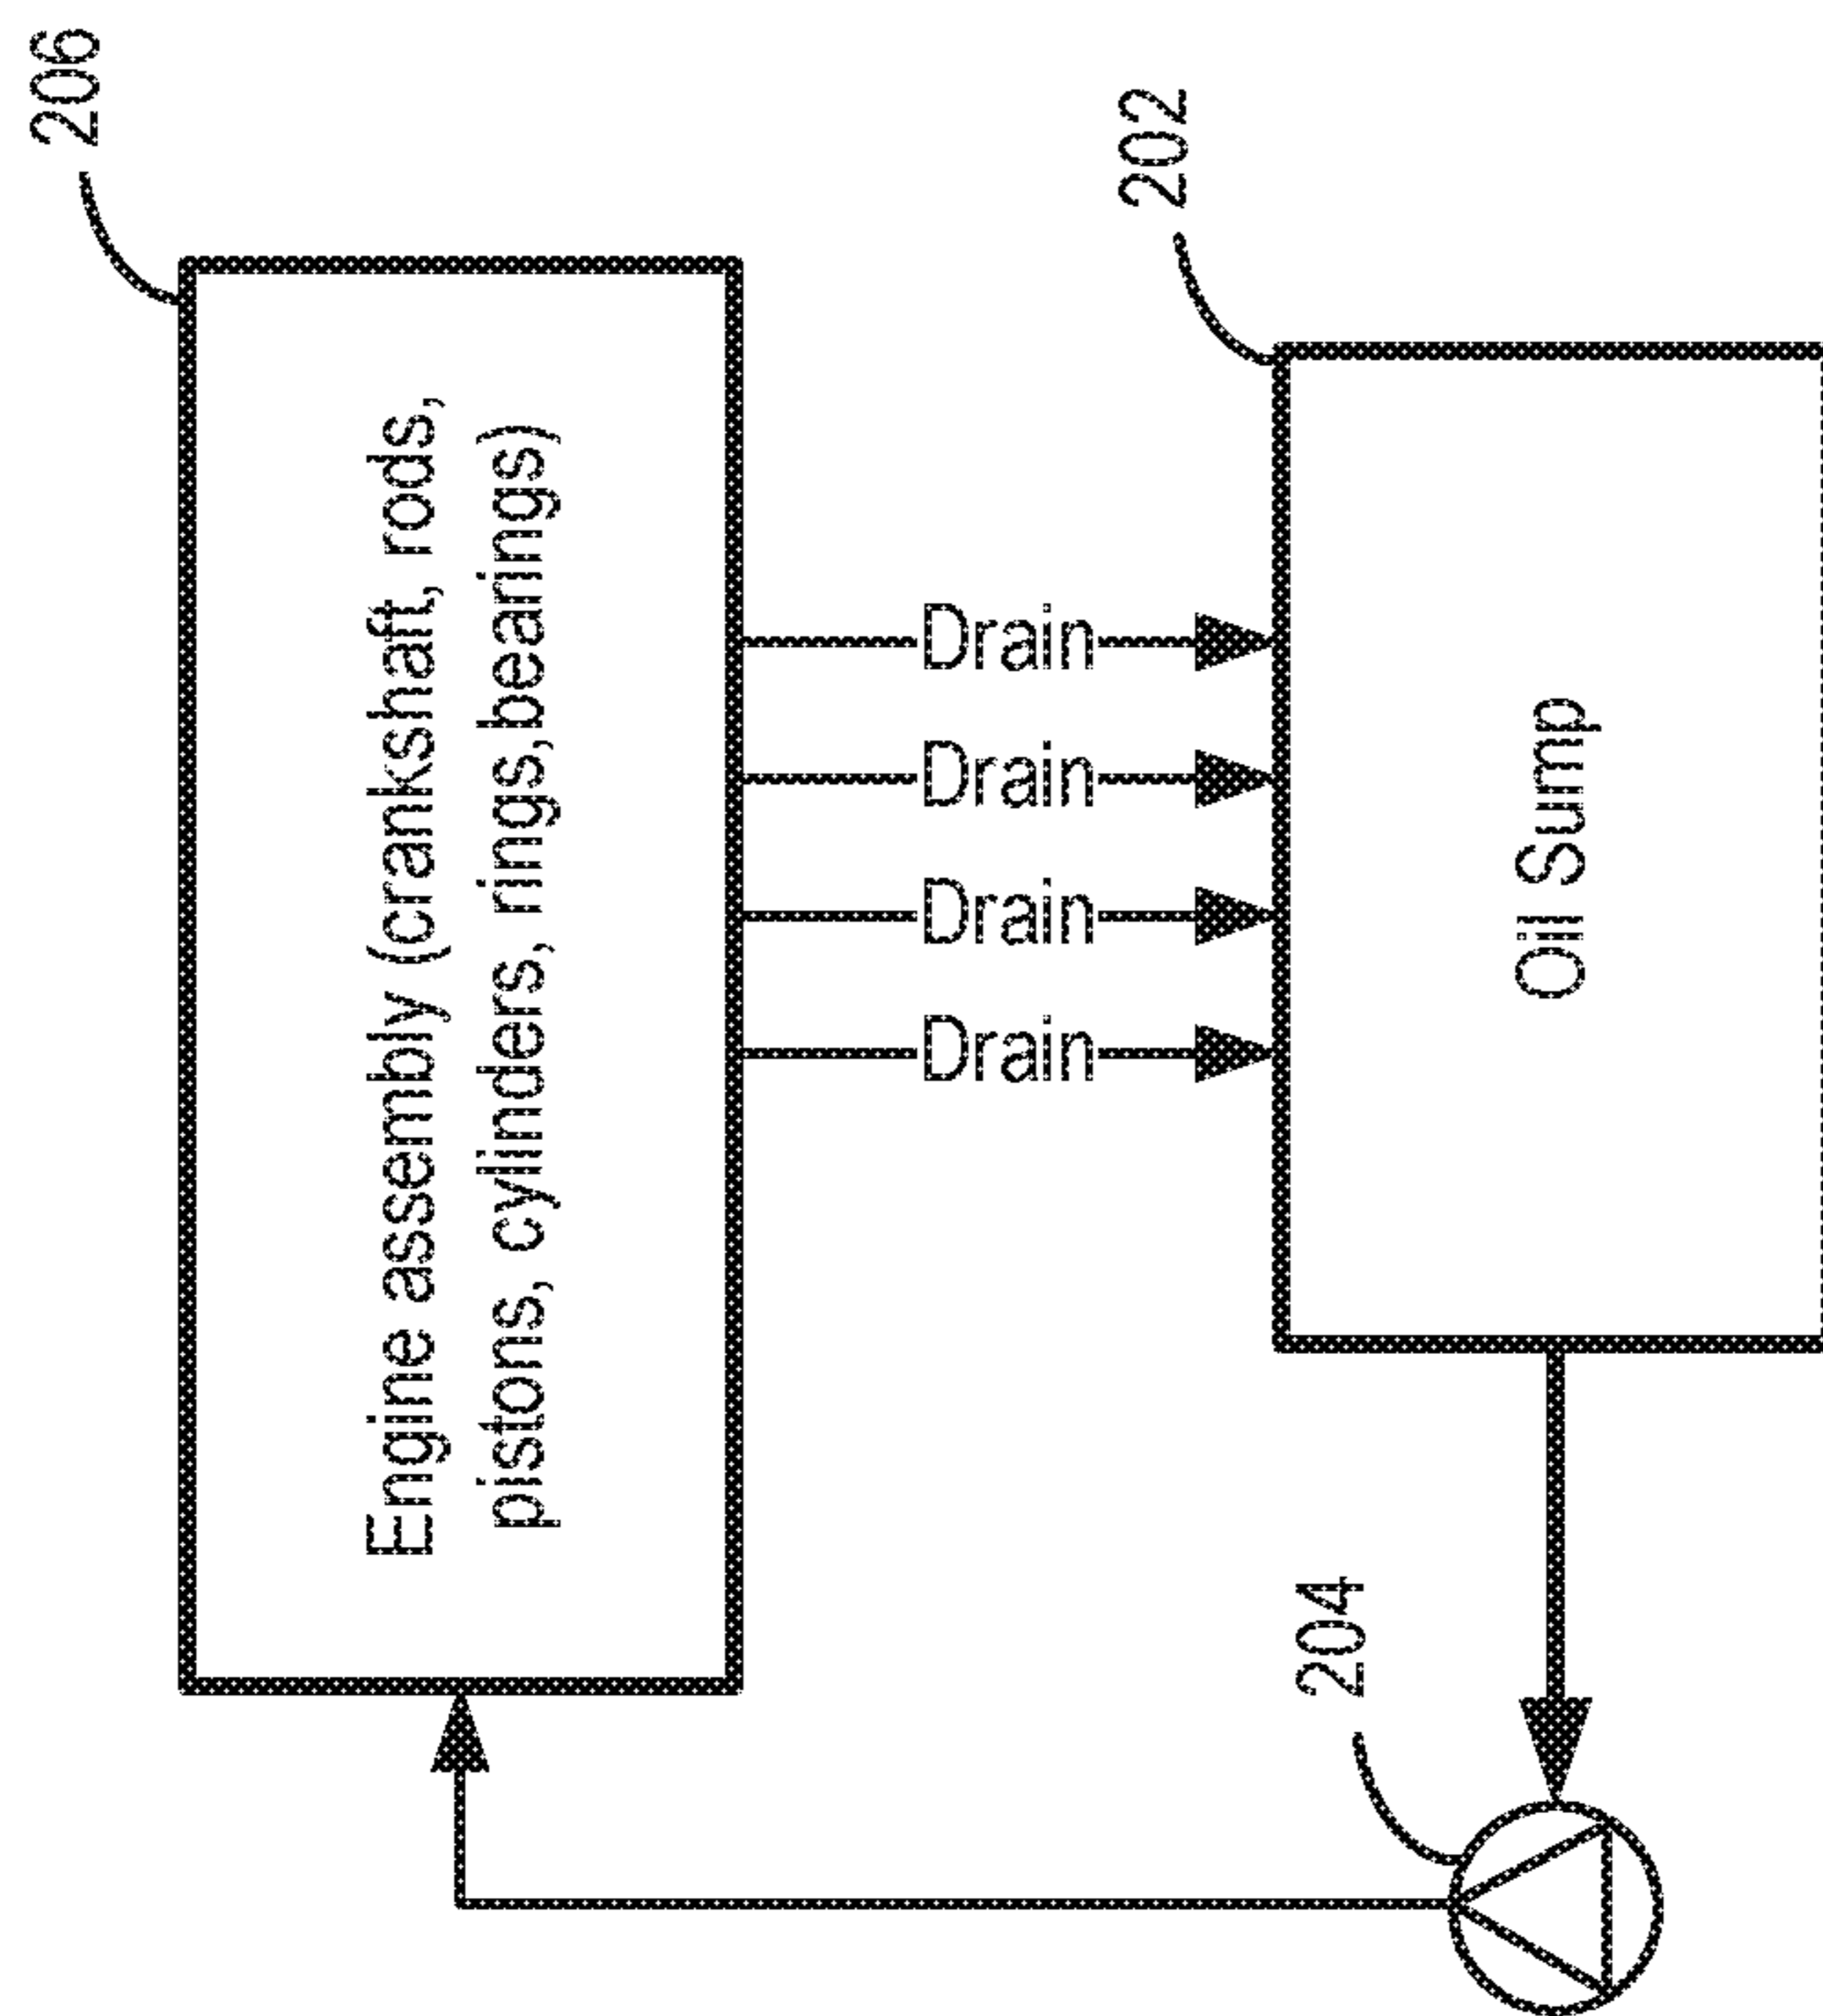 206
Engine assembly (crankshaft, rods,
pistons, cylinders, rings,bearings)
Drain
Drain
Drain
Drain
202
Oil Sump
204